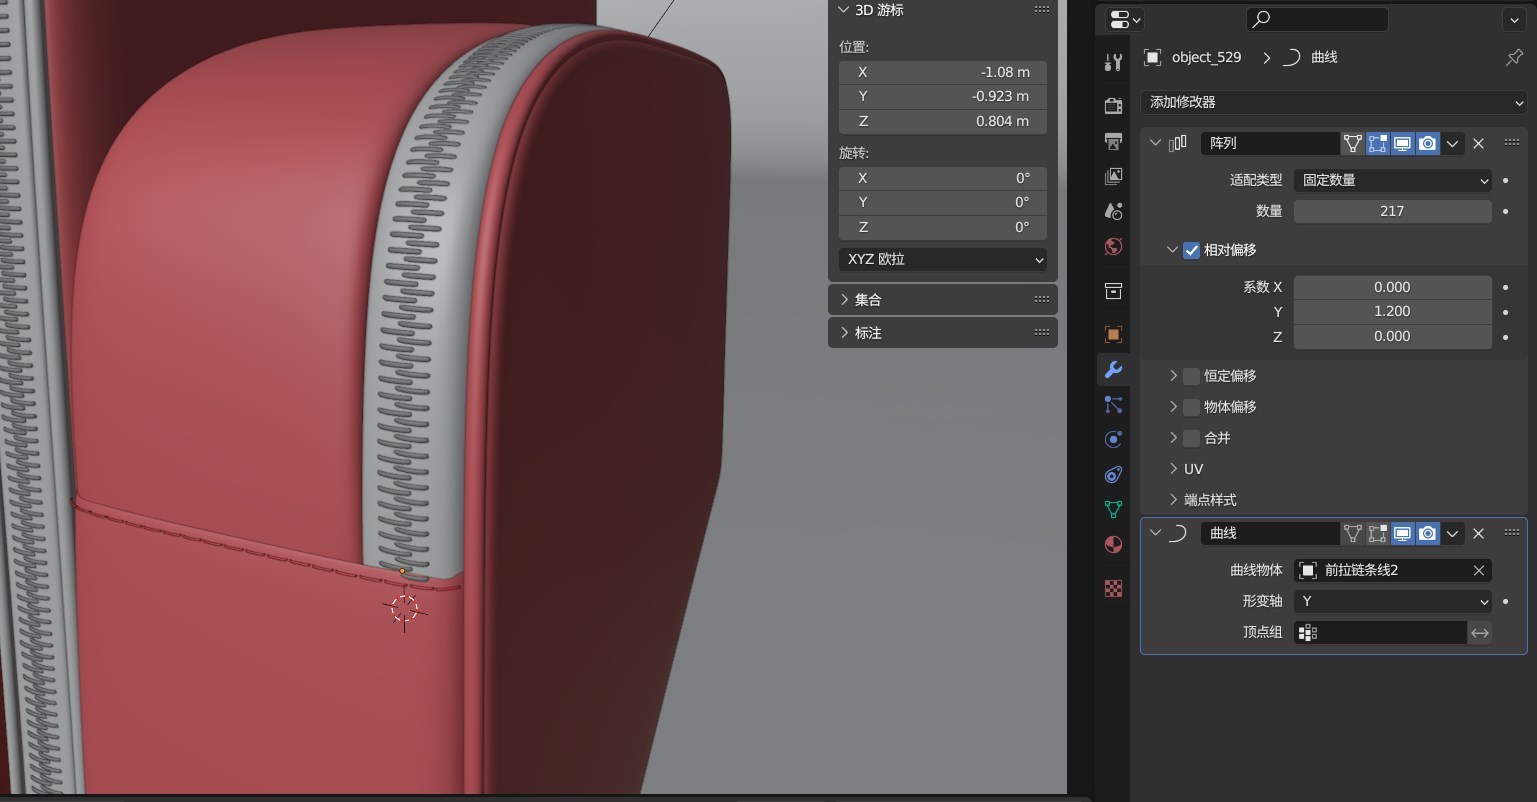 3D 游标
位置:
X -1.08 m
Y -0.923 m
Z 0.804 m
旋转:
X 0°
Y 0°
Z 0°
XYZ 欧拉
集合
标注
object_529 曲线
添加修改器
阵列
适配类型 固定数量
数量 217
相对偏移
系数 X 0.000
Y 1.200
Z 0.000
恒定偏移
物体偏移
合并
UV
端点样式
曲线
曲线物体 前拉链条线2
形变轴 Y
顶点组